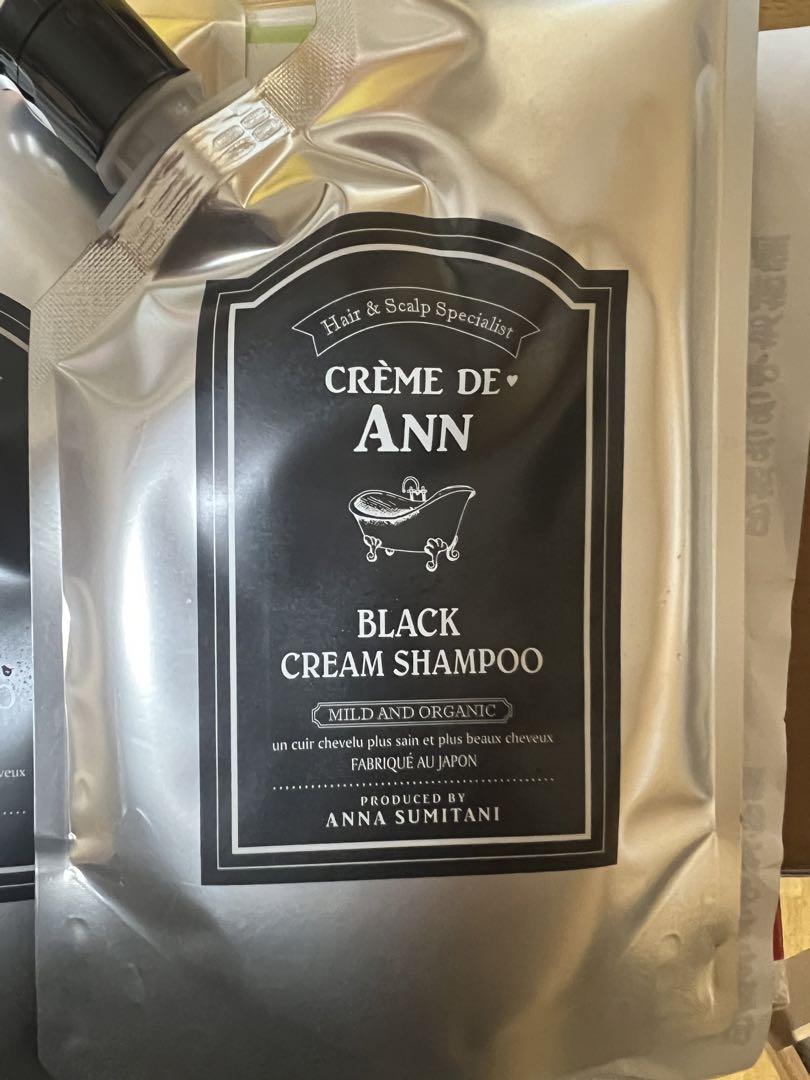 Hair & Scalp Specialist
CRÈME DE♥
ANN
BLACK
CREAM SHAMPOO
MILD AND ORGANIC
un cuir chevelu plus sain et plus beaux cheveux
FABRIQUÉ AU JAPON
PRODUCED BY
ANNA SUMITANI